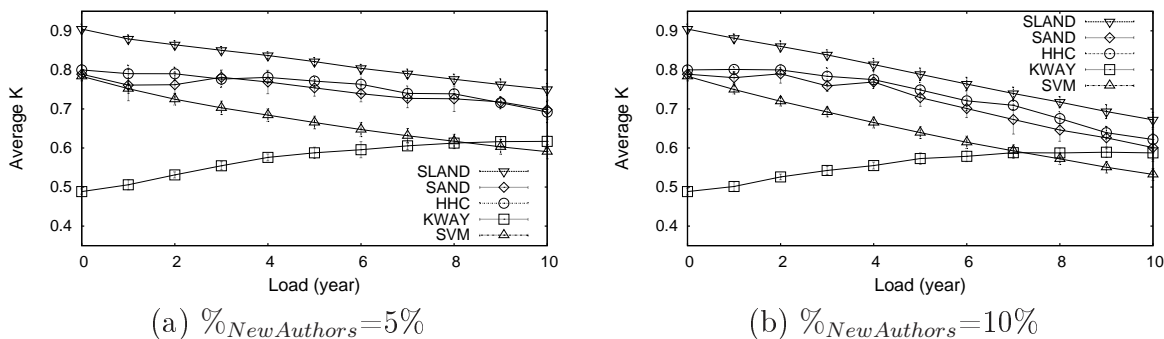 Average K
0.9
0.8
0.7
0.6
0.5
0.4
SLAND
SAND
HHC
KWAY
SVM
0 2 4 6 8 10
Load (year)
(a) %NewAuthors=5%
Average K
0.9
0.8
0.7
0.6
0.5
0.4
SLAND
SAND
HHC
KWAY
SVM
0 2 4 6 8 10
Load (year)
(b) %NewAuthors=10%